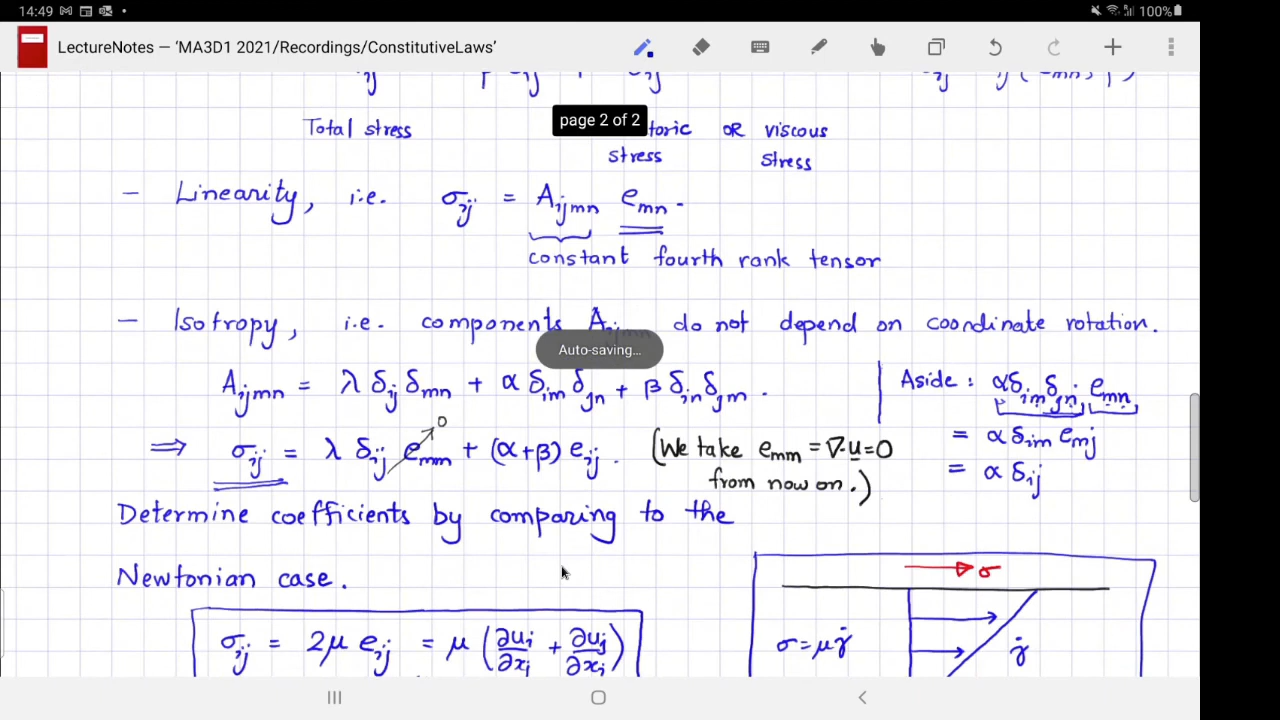 14:49
100%
LectureNotes — ‘MA3D1 2021/Recordings/ConstitutiveLaws’
page 2 of 2
Total stress
toric OR viscous
stress stress
– Linearity, i.e. σij = Aijmn emn.
constant fourth rank tensor
– Isotropy, i.e. components Aijmn do not depend on coordinate rotation.
Auto-saving...
Aijmn = λ δij δmn + α δim δjn + β δin δjm.
Aside: αδim δjn emn
= α δim emj
= α δij
⟹ σij = λ δij emm + (α+β) eij.
0
(We take emm = ∇·u = 0
from now on.)
Determine coefficients by comparing to the
Newtonian case.
σij = 2μ eij = μ (∂ui/∂xj + ∂uj/∂xi)
σ
σ = μγ̇
γ̇